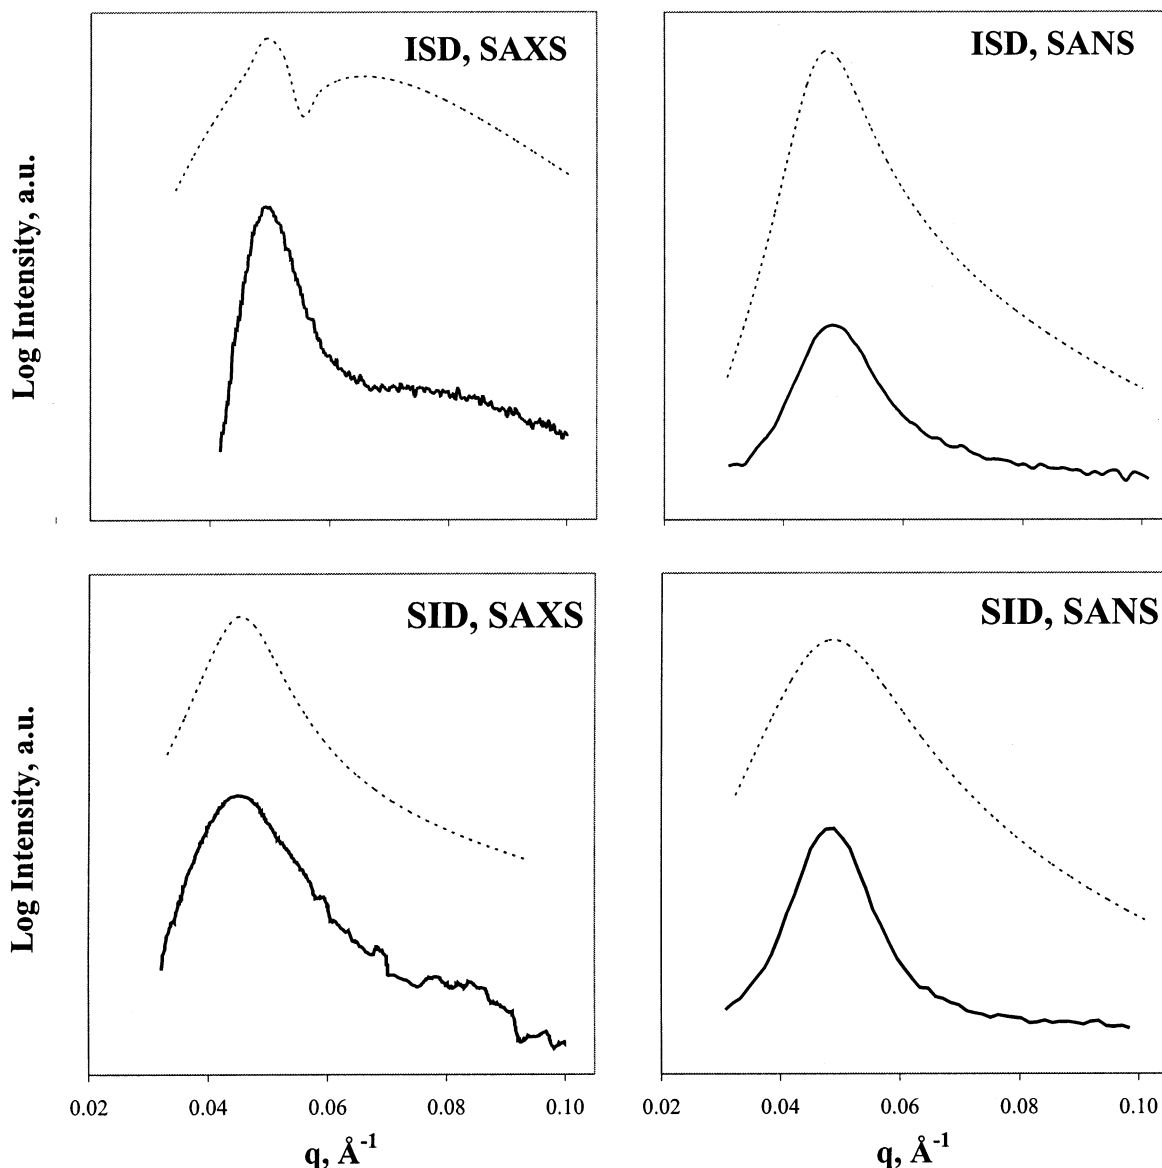 ISD, SAXS
ISD, SANS
Log Intensity, a.u.
SID, SAXS
SID, SANS
Log Intensity, a.u.
0.02 0.04 0.06 0.08 0.10
0.02 0.04 0.06 0.08 0.10
q, Å-1
q, Å-1